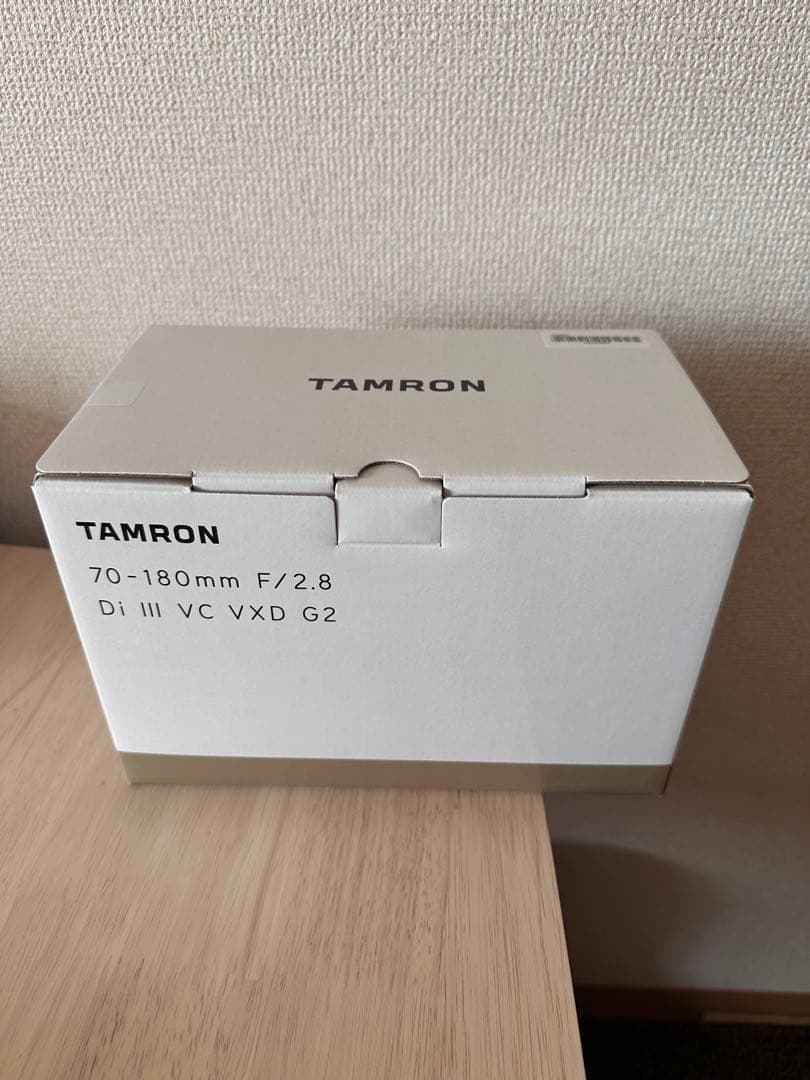 TAMRON
TAMRON
70-180mm F/2.8
Di III VC VXD G2